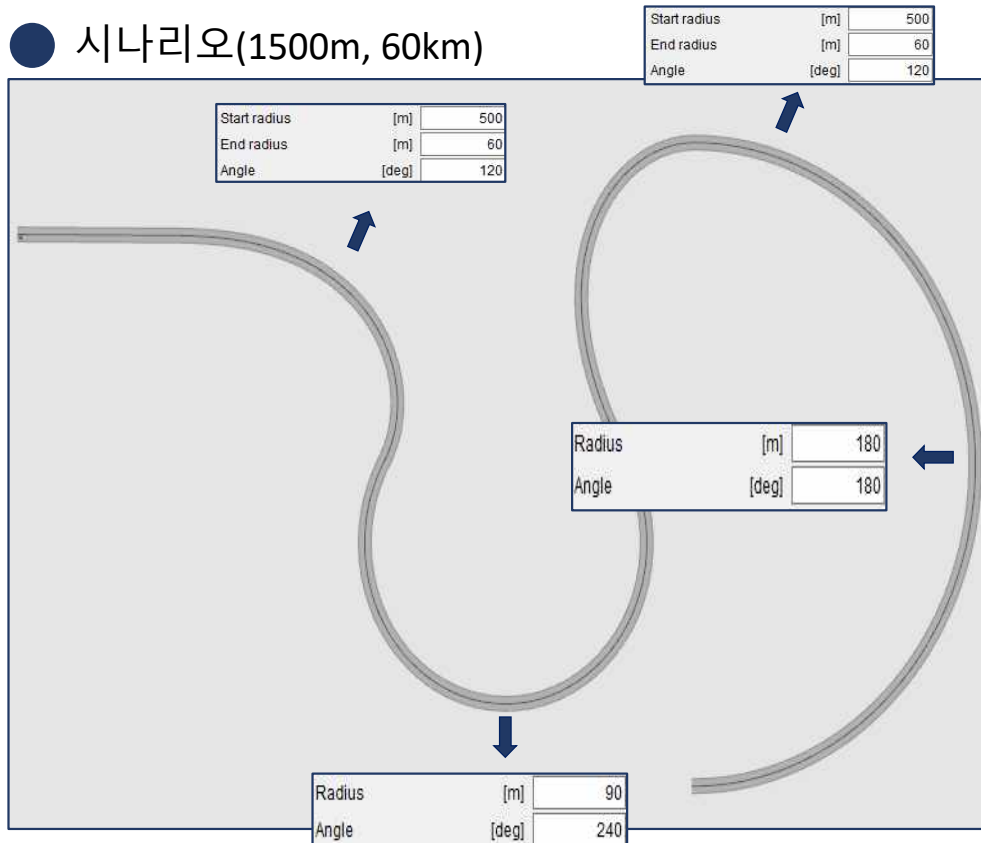 시나리오(1500m, 60km)
Start radius [m] 500
End radius [m] 60
Angle [deg] 120
Start radius [m] 500
End radius [m] 60
Angle [deg] 120
Radius [m] 180
Angle [deg] 180
Radius [m] 90
Angle [deg] 240